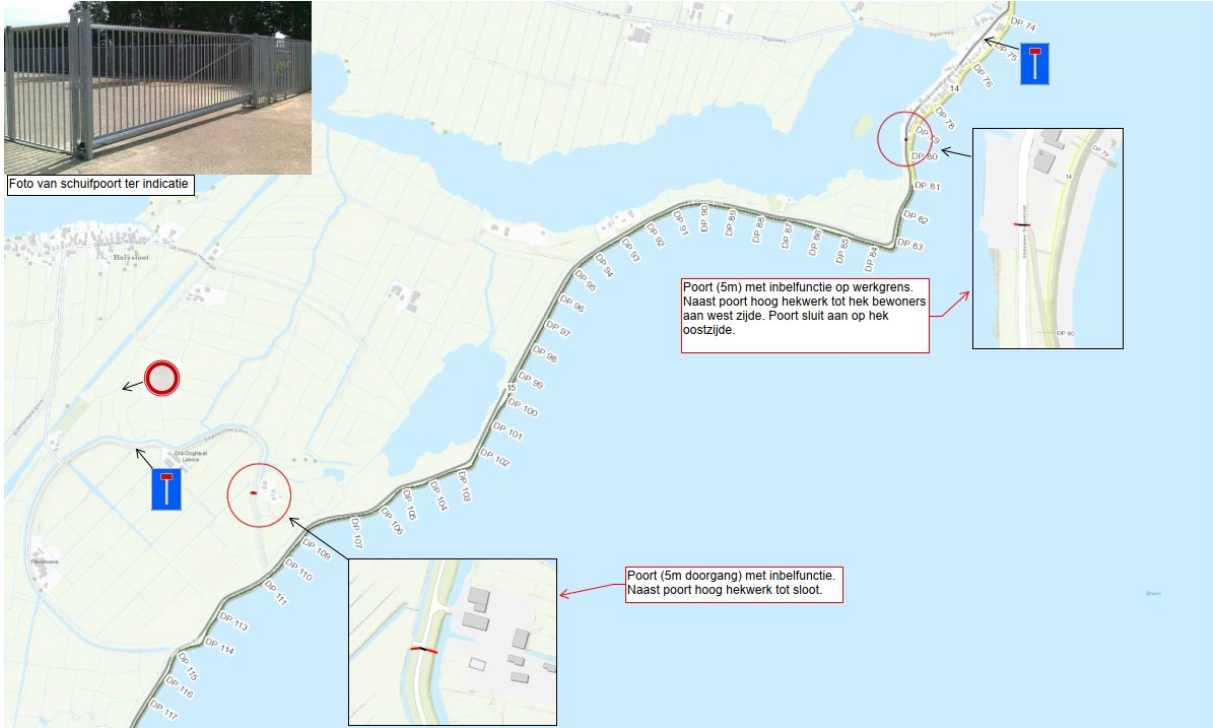 Foto van schuifpoort ter indicatie
DP 74
DP 75
DP 76
14
DP 78
DP 79
DP 80
DP 81
DP 82
DP 83
DP 84
DP 85
DP 86
DP 87
DP 88
DP 89
DP 90
DP 91
DP 92
DP 93
DP 94
DP 95
DP 96
DP 97
DP 98
DP 99
15
DP 100
DP 101
DP 102
DP 103
DP 104
DP 105
DP 106
DP 107
DP 109
DP 110
DP 111
DP 113
DP 114
DP 115
DP 116
DP 117
Holysloot
DP 79
14
DP 80
Poort (5m) met inbelfunctie op werkgrens.
Naast poort hoog hekwerk tot hek bewoners
aan west zijde. Poort sluit aan op hek
oostzijde.
Poort (5m doorgang) met inbelfunctie.
Naast poort hoog hekwerk tot sloot.